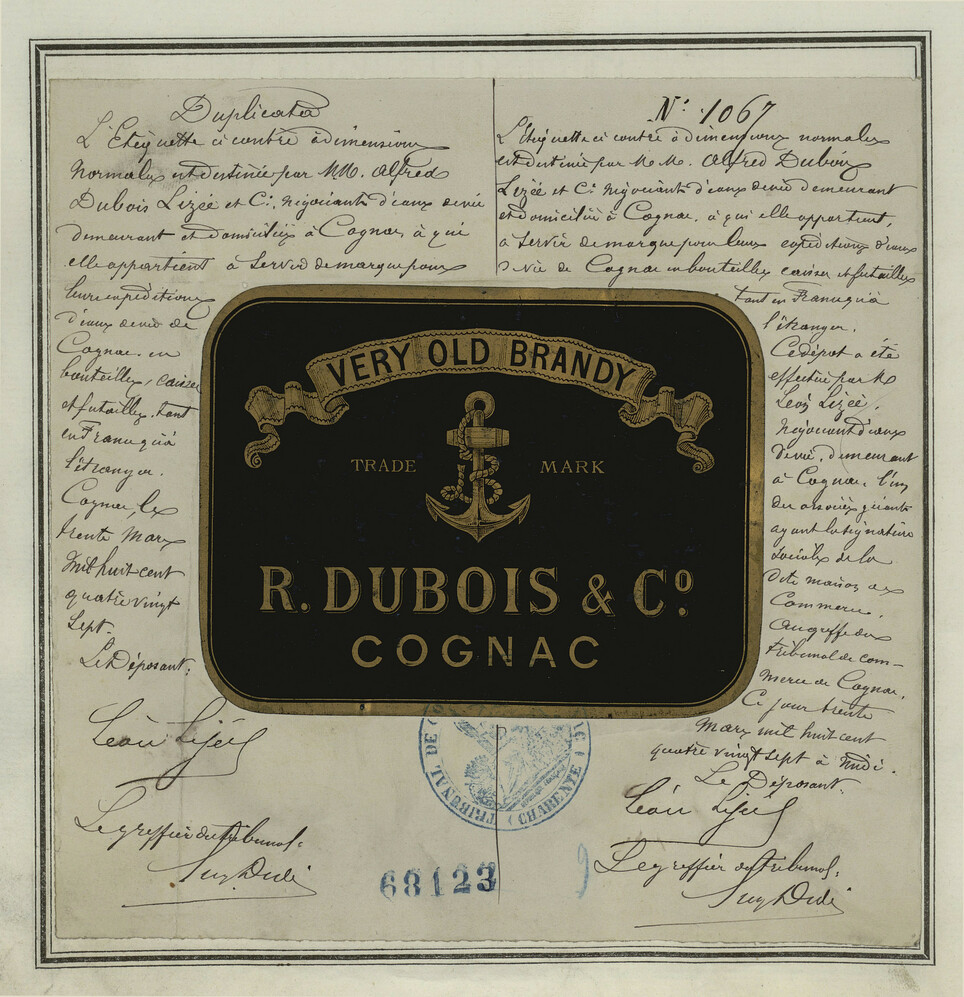 Duplicata
L'Etiquette ci contre à dimensions
normales est destinée par MM. Alfred
Dubois Lizée et Cie, négociants d'eaux de vie
demeurant et domiciliés à Cognac, à qui
elle appartient à servir de marque pour
leurs expéditions
d'eaux de vie de
Cognac en
bouteilles, caisses
et futailles, tant
en France qu'à
l'étranger.
Cognac, le
trente Mars
mil huit cent
quatre vingt
sept.
Le Déposant:
Léon Lizée
Le greffier du tribunal:
N° 1067
L'Etiquette ci contre à dimensions normales
est destinée par M.M. Alfred Dubois
Lizée et Cie négociants d'eaux de vie demeurant
et domiciliés à Cognac, à qui elle appartient,
à servir de marque pour leurs expéditions d'eaux
de vie de Cognac en bouteilles caisses et futailles
tant en France qu'à
l'étranger.
Ce dépôt a été
effectué par M
Léon Lizée,
négociant d'eaux
de vie, demeurant
à Cognac, l'un
des associés gérants
ayant la signature
sociale de la
dite maison de
Commerce.
Au greffe du
tribunal de com-
merce de Cognac,
Ce jour trente
Mars mil huit cent
quatre vingt sept à midi.
Le Déposant:
Léon Lizée
Le greffier du tribunal:
VERY OLD BRANDY
TRADE MARK
R. DUBOIS & Co
COGNAC
TRIBUNAL DE (CHARENTE)
68123